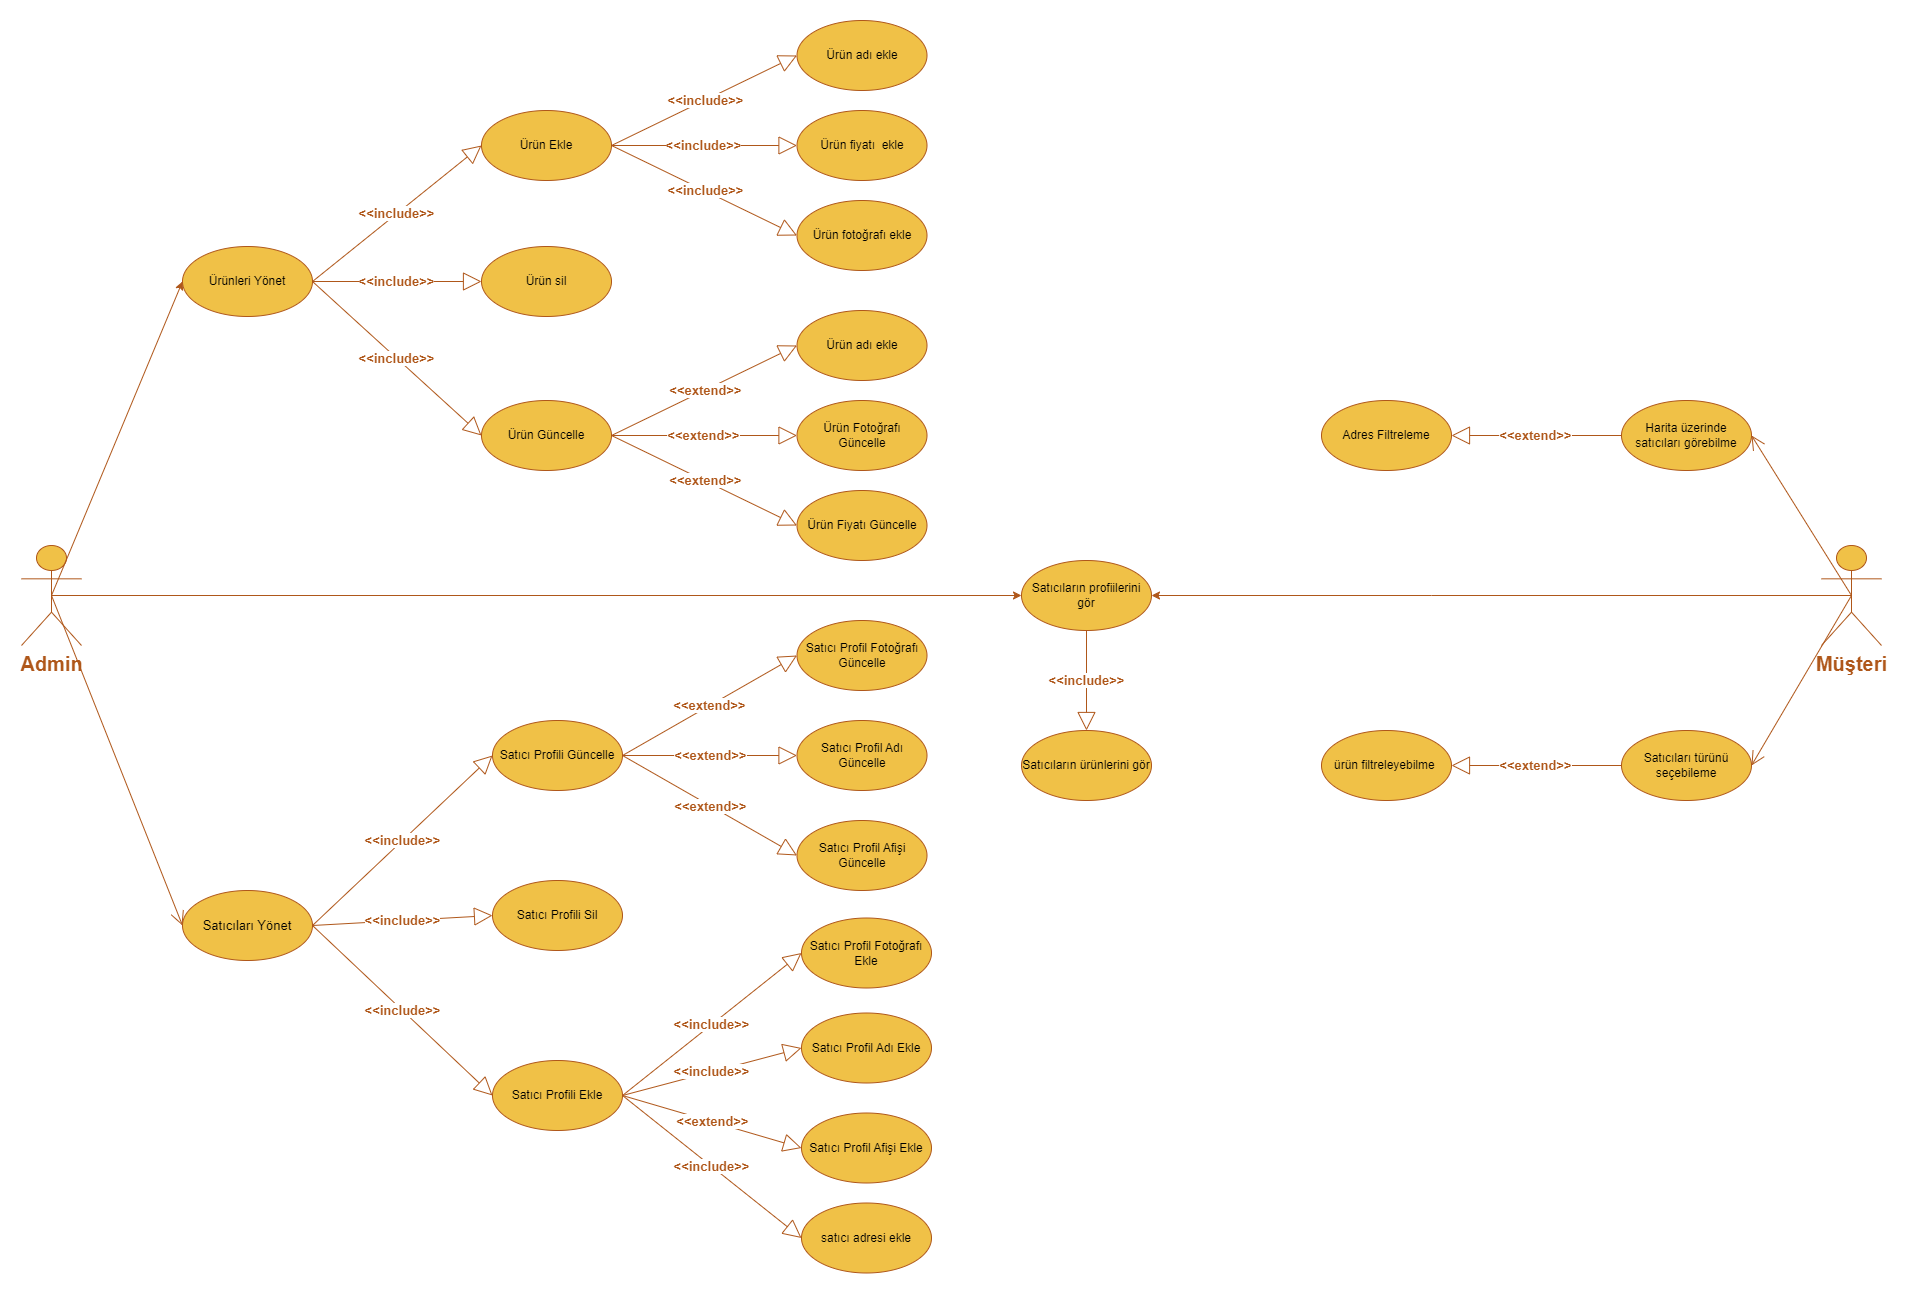 Ürün adı ekle
<<include>>
Ürün Ekle
<<include>>
Ürün fiyatı  ekle
<<include>>
Ürün fotoğrafı ekle
<<include>>
Ürünleri Yönet
<<include>>
Ürün sil
<<include>>
Ürün adı ekle
<<extend>>
Ürün Güncelle
<<extend>>
Ürün Fotoğrafı
Güncelle
<<extend>>
Ürün Fiyatı Güncelle
Adres Filtreleme
<<extend>>
Harita üzerinde
satıcıları görebilme
Satıcıların profiilerini
gör
Admin
Müşteri
<<include>>
Satıcıların ürünlerini gör
ürün filtreleyebilme
<<extend>>
Satıcıları türünü
seçebileme
Satıcı Profil Fotoğrafı
Güncelle
<<extend>>
Satıcı Profili Güncelle
<<extend>>
Satıcı Profil Adı
Güncelle
<<extend>>
Satıcı Profil Afişi
Güncelle
<<include>>
Satıcıları Yönet
<<include>>
Satıcı Profili Sil
<<include>>
Satıcı Profil Fotoğrafı
Ekle
<<include>>
Satıcı Profil Adı Ekle
<<include>>
Satıcı Profili Ekle
<<extend>>
Satıcı Profil Afişi Ekle
<<include>>
satıcı adresi ekle